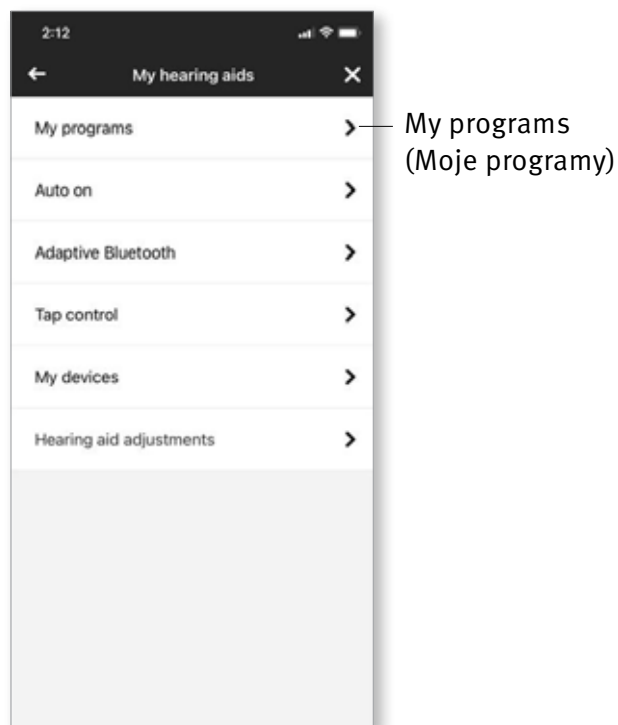 2:12
My hearing aids
My programs
My programs
(Moje programy)
Auto on
Adaptive Bluetooth
Tap control
My devices
Hearing aid adjustments